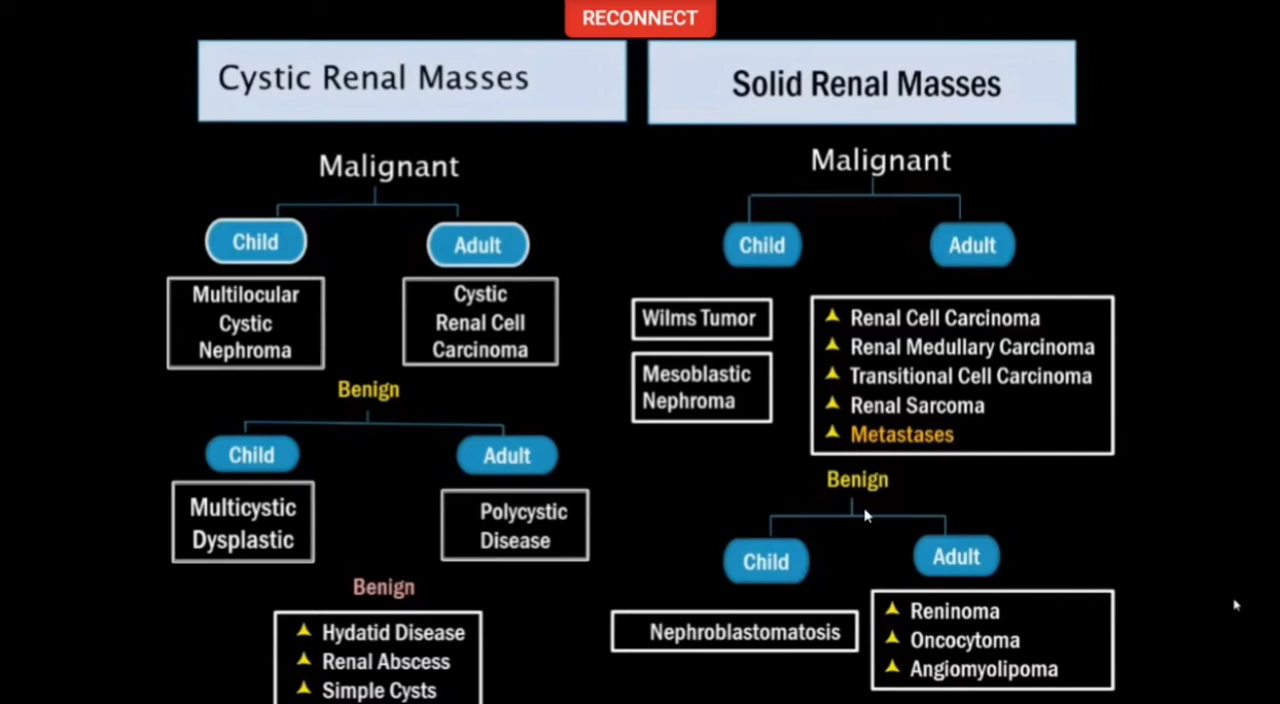 RECONNECT
Cystic Renal Masses
Malignant
Child
Adult
Multilocular
Cystic
Nephroma
Cystic
Renal Cell
Carcinoma
Benign
Child
Adult
Multicystic
Dysplastic
Polycystic
Disease
Benign
Hydatid Disease
Renal Abscess
Simple Cysts
Solid Renal Masses
Malignant
Child
Adult
Wilms Tumor
Mesoblastic
Nephroma
Renal Cell Carcinoma
Renal Medullary Carcinoma
Transitional Cell Carcinoma
Renal Sarcoma
Metastases
Benign
Child
Adult
Nephroblastomatosis
Reninoma
Oncocytoma
Angiomyolipoma